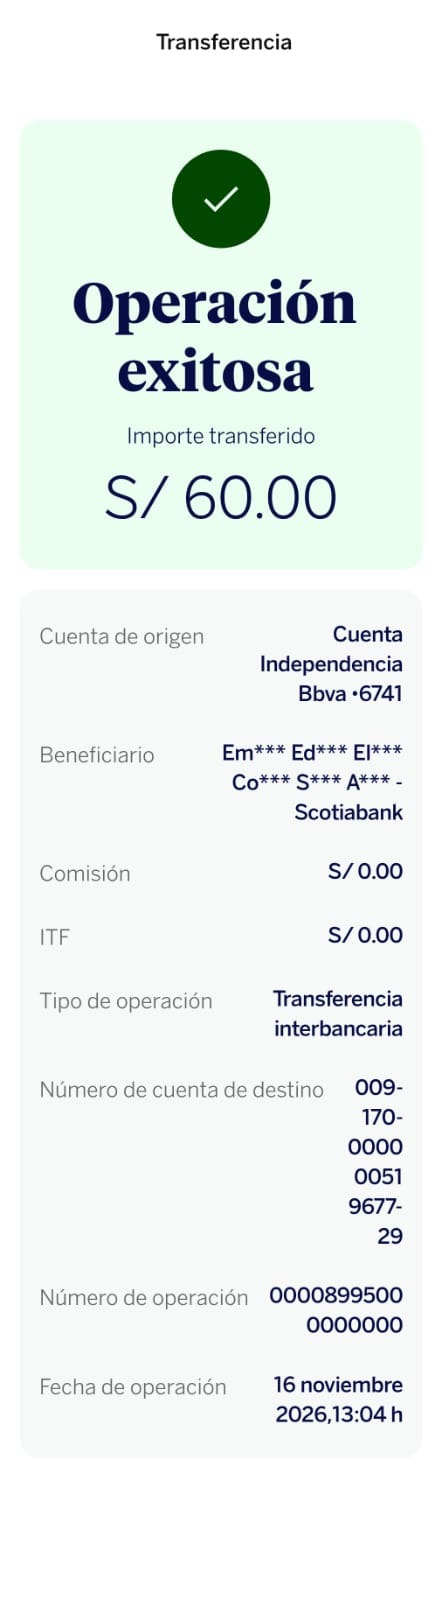 Transferencia
Operación
exitosa
Importe transferido
S/ 60.00
Cuenta de origen
Cuenta
Independencia
Bbva •6741
Beneficiario
Em*** Ed*** El***
Co*** S*** A*** -
Scotiabank
Comisión
S/ 0.00
ITF
S/ 0.00
Tipo de operación
Transferencia
interbancaria
Número de cuenta de destino
009-
170-
0000
0051
9677-
29
Número de operación
0000899500
0000000
Fecha de operación
16 noviembre
2026,13:04 h